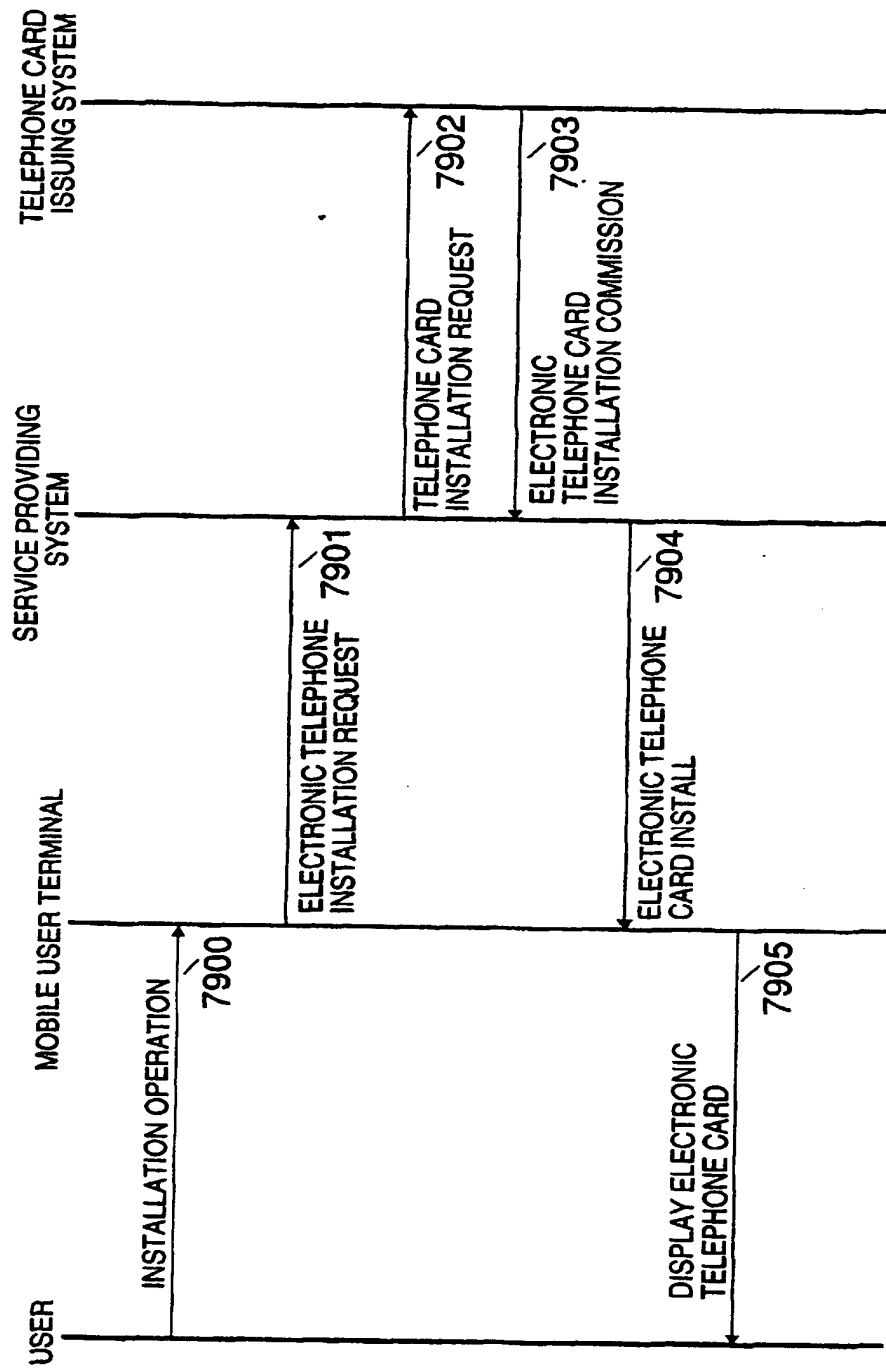 USER
MOBILE USER TERMINAL
SERVICE PROVIDING
SYSTEM
TELEPHONE CARD
ISSUING SYSTEM
INSTALLATION OPERATION
7900
ELECTRONIC TELEPHONE
INSTALLATION REQUEST
7901
TELEPHONE CARD
INSTALLATION REQUEST
7902
ELECTRONIC
TELEPHONE CARD
INSTALLATION COMMISSION
7903
ELECTRONIC TELEPHONE
CARD INSTALL
7904
DISPLAY ELECTRONIC
TELEPHONE CARD
7905